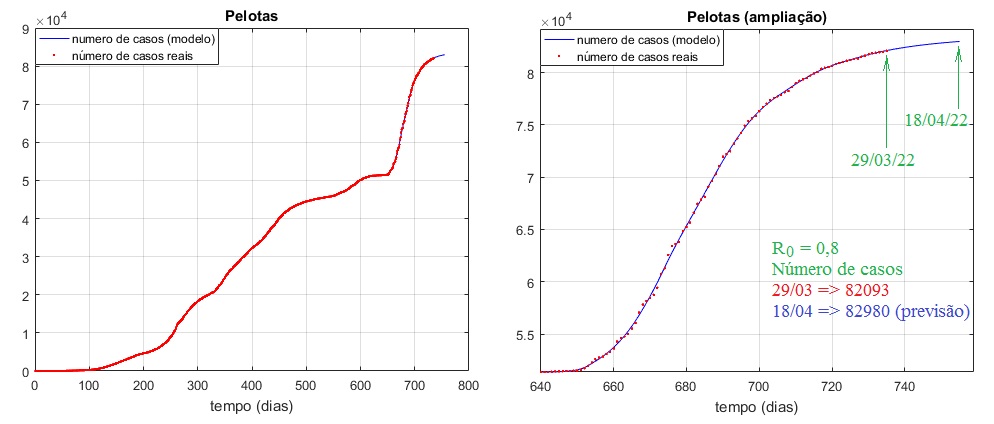 Pelotas
×10⁴
numero de casos (modelo)
número de casos reais
9
8
7
6
5
4
3
2
1
0
0 100 200 300 400 500 600 700 800
tempo (dias)
Pelotas (ampliação)
×10⁴
numero de casos (modelo)
número de casos reais
8
7.5
7
6.5
6
5.5
18/04/22
29/03/22
R0 = 0,8
Número de casos
29/03 => 82093
18/04 => 82980 (previsão)
640 660 680 700 720 740
tempo (dias)